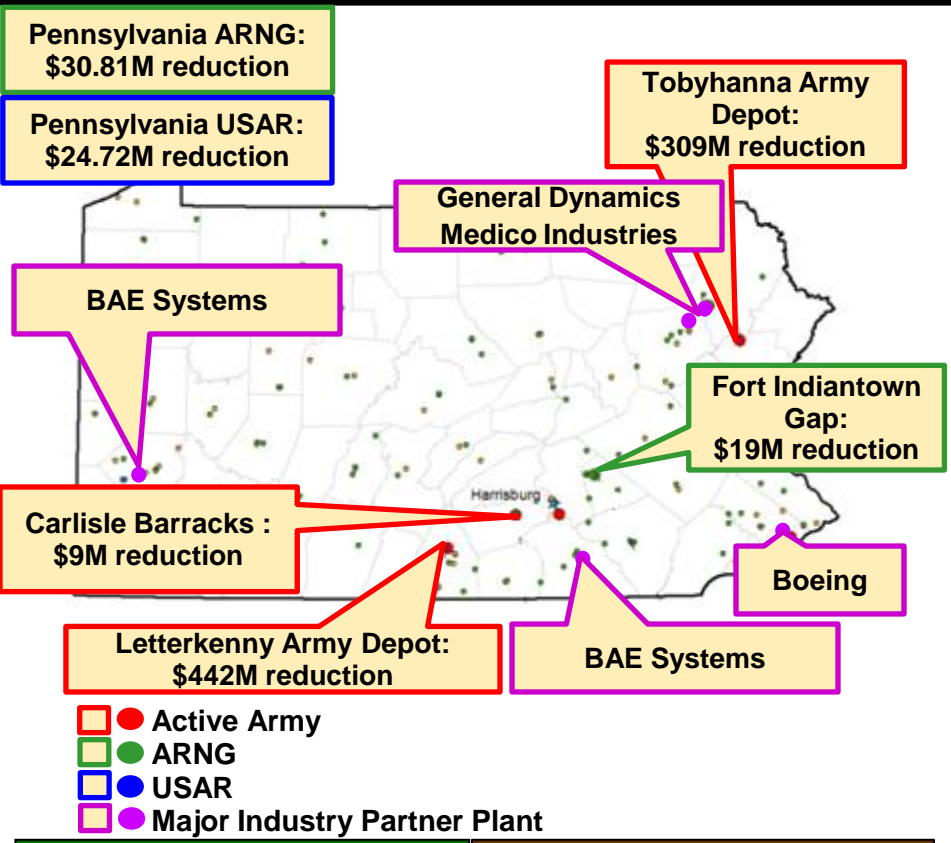 Pennsylvania ARNG:
$30.81M reduction
Pennsylvania USAR:
$24.72M reduction
Tobyhanna Army
Depot:
$309M reduction
General Dynamics
Medico Industries
BAE Systems
Fort Indiantown
Gap:
$19M reduction
Harrisburg
Carlisle Barracks :
$9M reduction
Boeing
Letterkenny Army Depot:
$442M reduction
BAE Systems
Active Army
ARNG
USAR
Major Industry Partner Plant